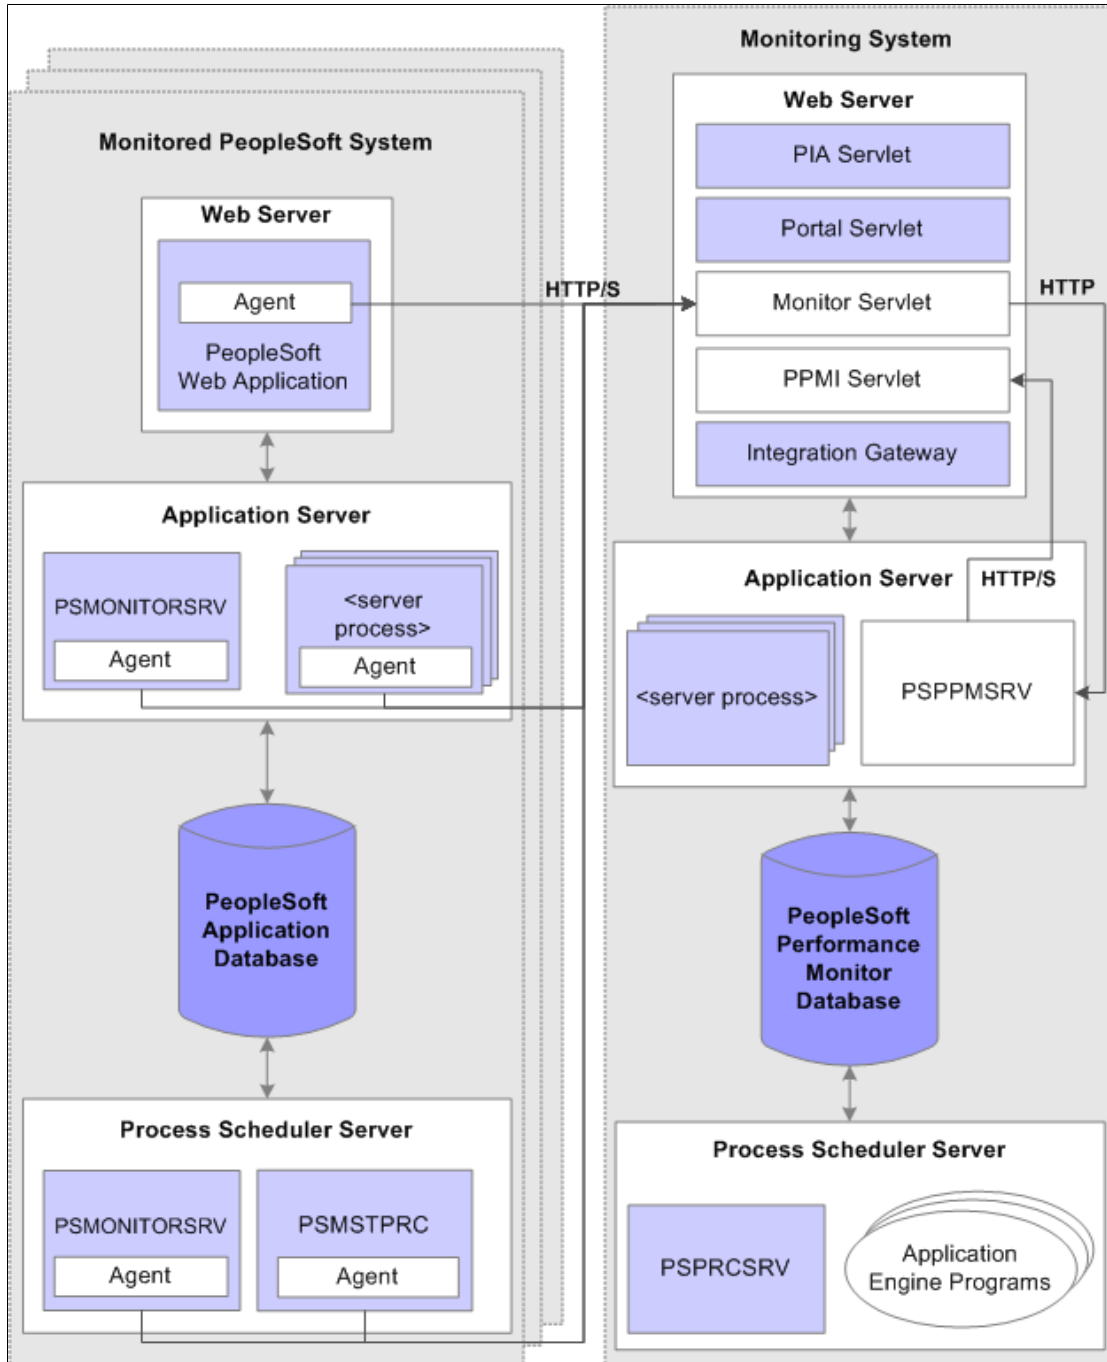 Monitored PeopleSoft System
Web Server
Agent
PeopleSoft
Web Application
Application Server
PSMONITORSRV
Agent
<server
process>
Agent
PeopleSoft
Application
Database
Process Scheduler Server
PSMONITORSRV
Agent
PSMSTPRC
Agent
HTTP/S
Monitoring System
Web Server
PIA Servlet
Portal Servlet
Monitor Servlet
HTTP
PPMI Servlet
Integration Gateway
Application Server
HTTP/S
<server process>
PSPPMSRV
PeopleSoft
Performance
Monitor
Database
Process Scheduler Server
PSPRCSRV
Application
Engine Programs